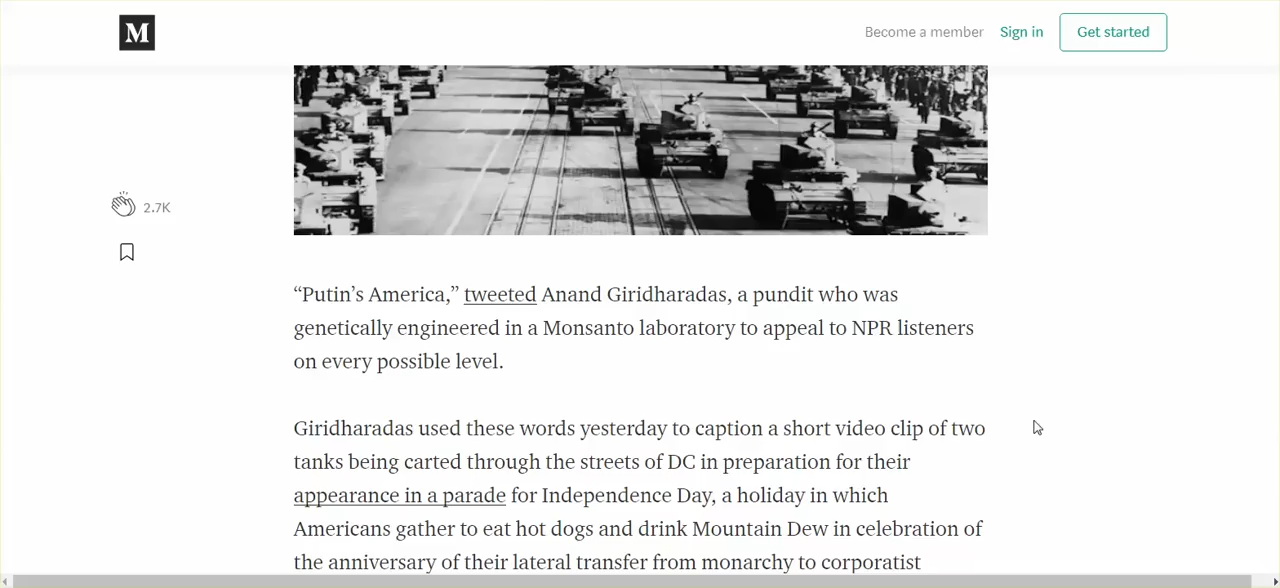 M
Become a member Sign in Get started
2.7K
“Putin’s America,” tweeted Anand Giridharadas, a pundit who was
genetically engineered in a Monsanto laboratory to appeal to NPR listeners
on every possible level.
Giridharadas used these words yesterday to caption a short video clip of two
tanks being carted through the streets of DC in preparation for their
appearance in a parade for Independence Day, a holiday in which
Americans gather to eat hot dogs and drink Mountain Dew in celebration of
the anniversary of their lateral transfer from monarchy to corporatist